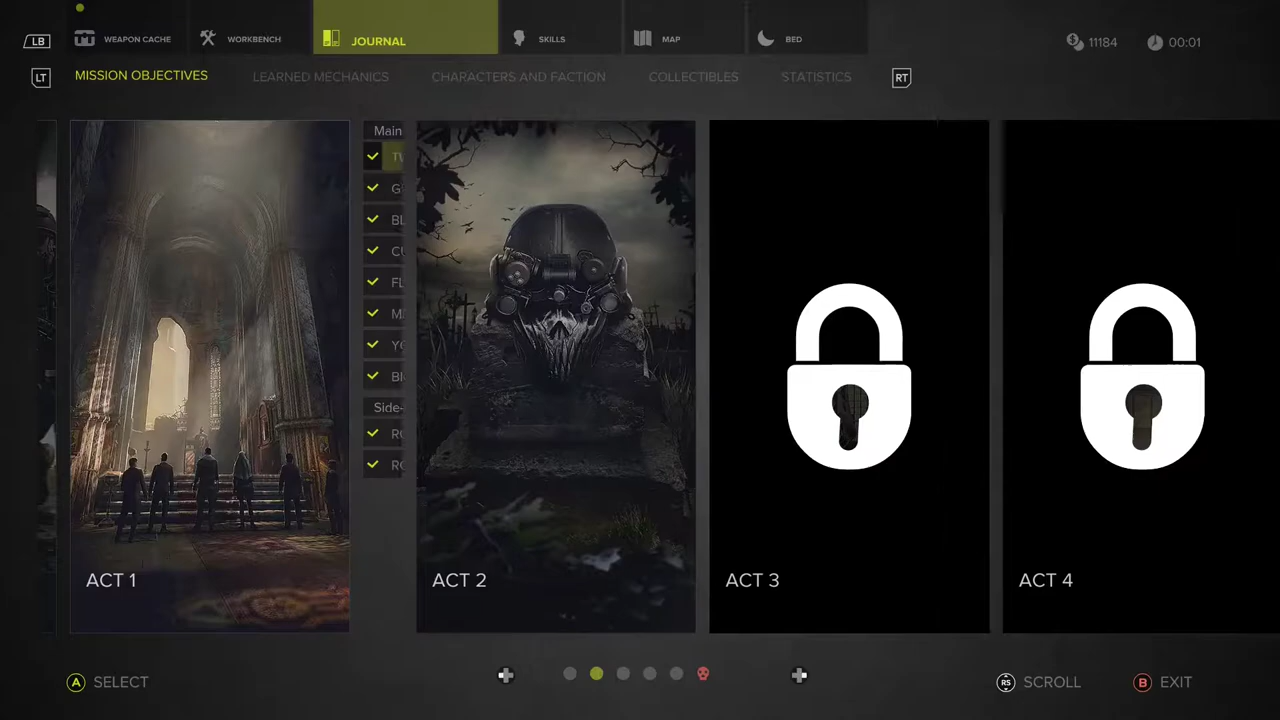 LB
WEAPON CACHE
WORKBENCH
JOURNAL
SKILLS
MAP
BED
11184
00:01
LT
MISSION OBJECTIVES
LEARNED MECHANICS
CHARACTERS AND FACTION
COLLECTIBLES
STATISTICS
RT
Main
Side-
ACT 1
ACT 2
ACT 3
ACT 4
A SELECT
RS SCROLL
B EXIT